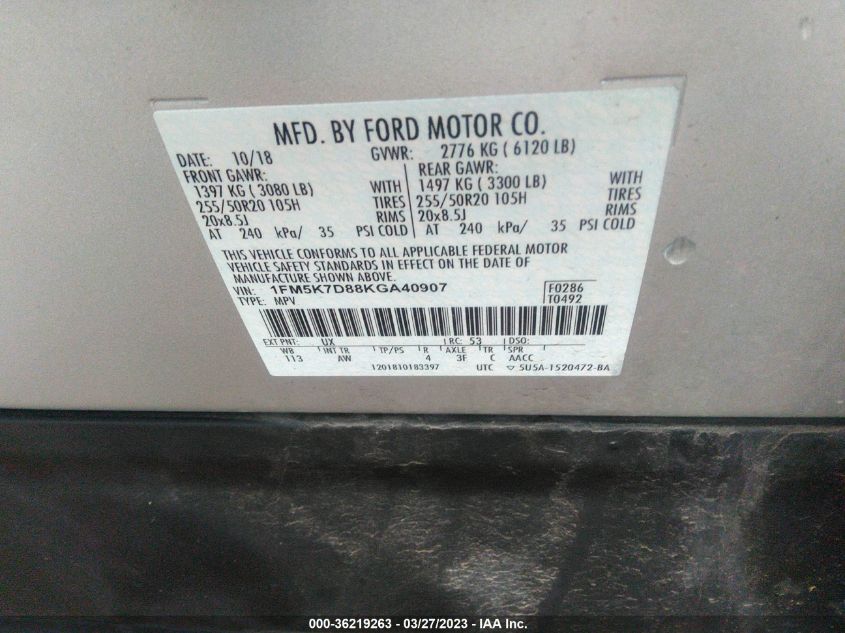 MFD. BY FORD MOTOR CO.
DATE: 10/18 GVWR: 2776 KG ( 6120 LB)
FRONT GAWR: REAR GAWR:
1397 KG ( 3080 LB) WITH 1497 KG ( 3300 LB) WITH
255/50R20 105H TIRES 255/50R20 105H TIRES
20x8.5J RIMS 20x8.5J RIMS
AT 240 kPa/ 35 PSI COLD AT 240 kPa/ 35 PSI COLD
THIS VEHICLE CONFORMS TO ALL APPLICABLE FEDERAL MOTOR
VEHICLE SAFETY STANDARDS IN EFFECT ON THE DATE OF
MANUFACTURE SHOWN ABOVE.
VIN: 1FM5K7D88KGA40907 F0286
TYPE: MPV T0492
EXT PNT: UX RC: 53 DSO:
WB INT TR TP/PS R AXLE TR SPR
113 AW 4 3F C AACC
1201810183397 UTC ▽ 5U5A-1520472-BA
000-36219263 - 03/27/2023 - IAA Inc.